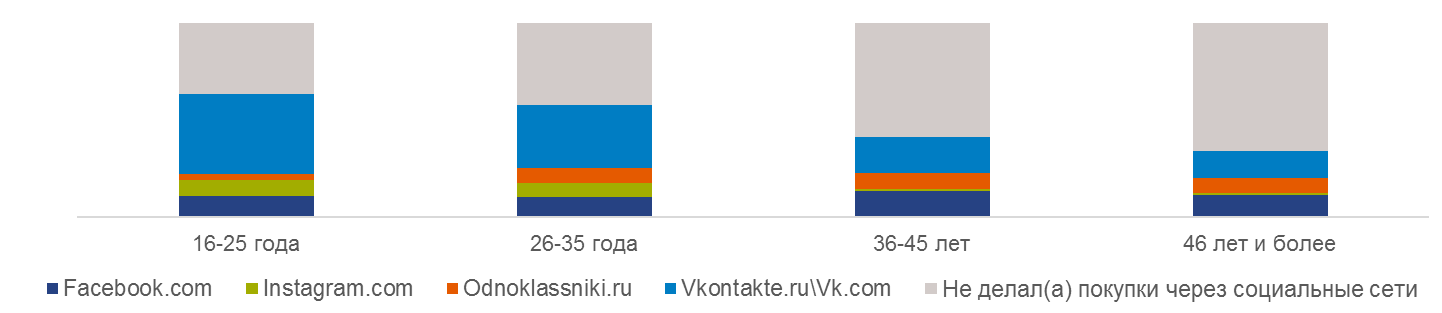 16-25 года 26-35 года 36-45 лет 46 лет и более
Facebook.com Instagram.com Odnoklassniki.ru Vkontakte.ru\Vk.com Не делал(а) покупки через социальные сети